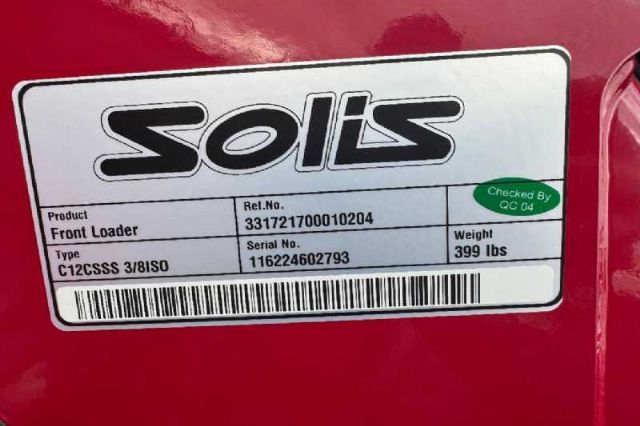 Solis
Product
Front Loader
Ref.No.
331721700010204
Checked By
QC 04
Type
C12CSSS 3/8ISO
Serial No.
116224602793
Weight
399 lbs